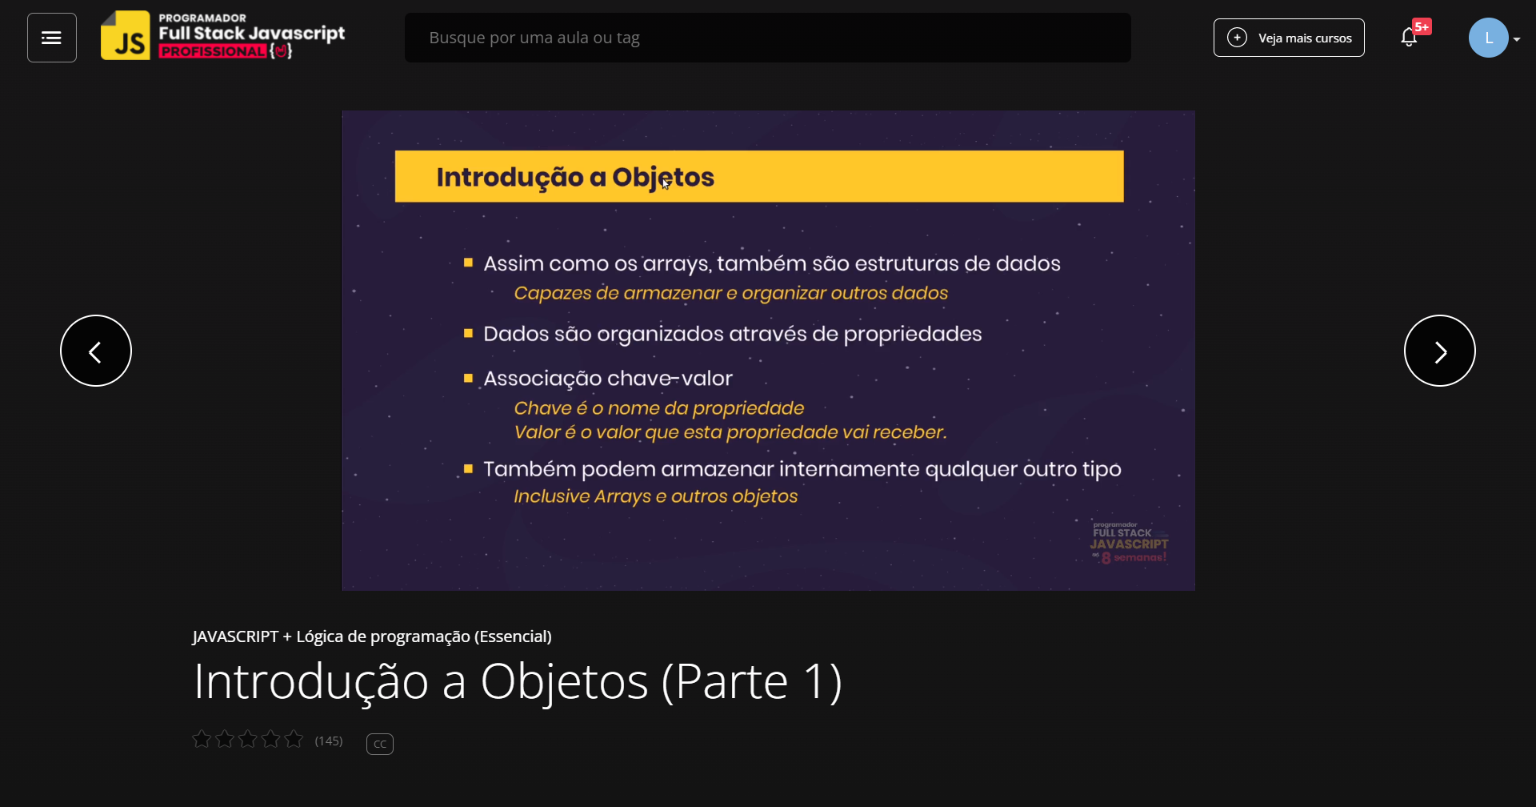 JS
PROGRAMADOR
Full Stack Javascript
PROFISSIONAL
Busque por uma aula ou tag
Veja mais cursos
5+
L
Introdução a Objetos
Assim como os arrays, também são estruturas de dados
Capazes de armazenar e organizar outros dados
Dados são organizados através de propriedades
Associação chave-valor
Chave é o nome da propriedade
Valor é o valor que esta propriedade vai receber.
Também podem armazenar internamente qualquer outro tipo
Inclusive Arrays e outros objetos
programador
FULL STACK
JAVASCRIPT
8 semanas!
JAVASCRIPT + Lógica de programação (Essencial)
Introdução a Objetos (Parte 1)
(145)
CC